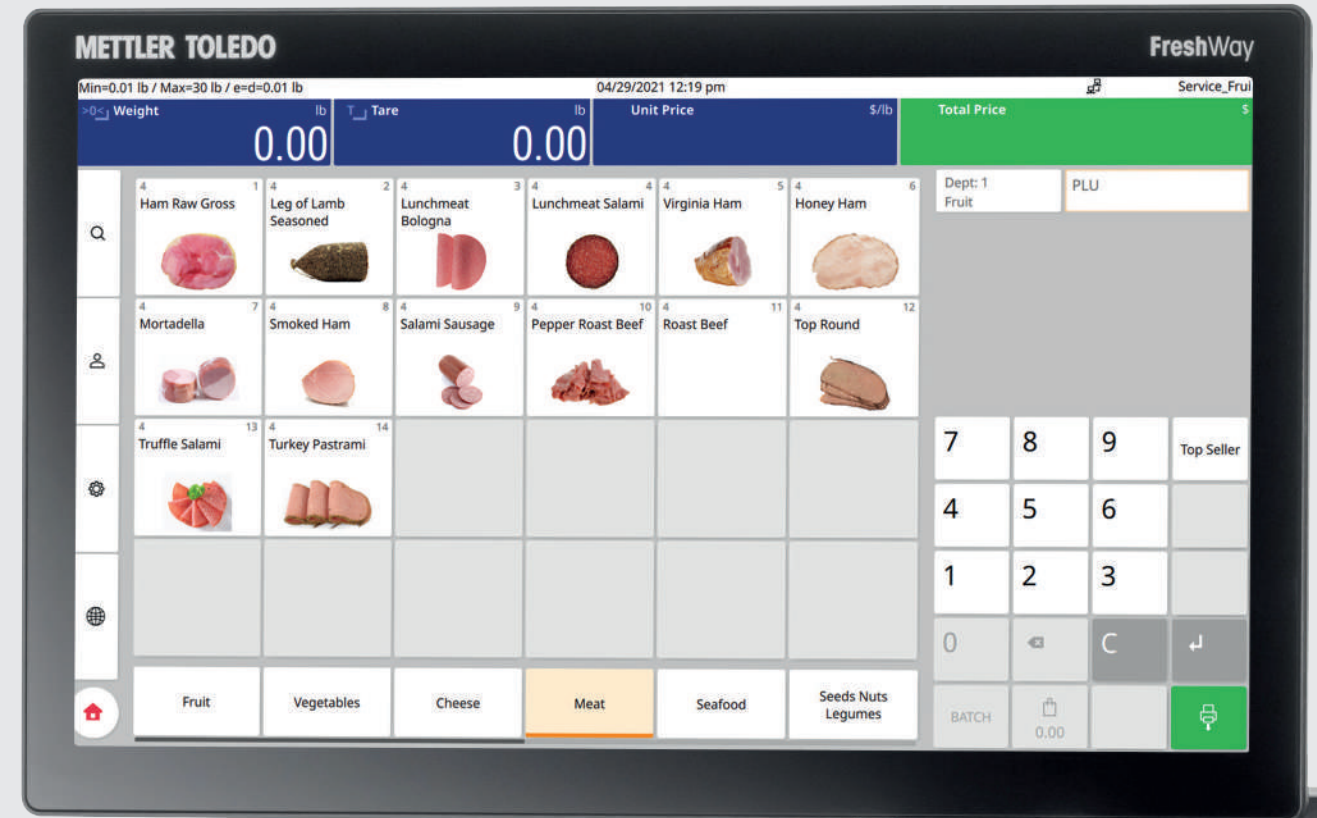 METTLER TOLEDO
FreshWay
Min=0.01 lb / Max=30 lb / e=d=0.01 lb
04/29/2021 12:19 pm
Service_Frui
>0< Weight lb
0.00
T Tare lb
0.00
Unit Price $/lb
Total Price $
4 1
Ham Raw Gross
4 2
Leg of Lamb
Seasoned
4 3
Lunchmeat
Bologna
4 4
Lunchmeat Salami
4 5
Virginia Ham
4 6
Honey Ham
Dept: 1
Fruit
PLU
4 7
Mortadella
4 8
Smoked Ham
4 9
Salami Sausage
4 10
Pepper Roast Beef
4 11
Roast Beef
4 12
Top Round
4 13
Truffle Salami
4 14
Turkey Pastrami
7 8 9 Top Seller
4 5 6
1 2 3
0 C
Fruit
Vegetables
Cheese
Meat
Seafood
Seeds Nuts
Legumes
BATCH
0.00